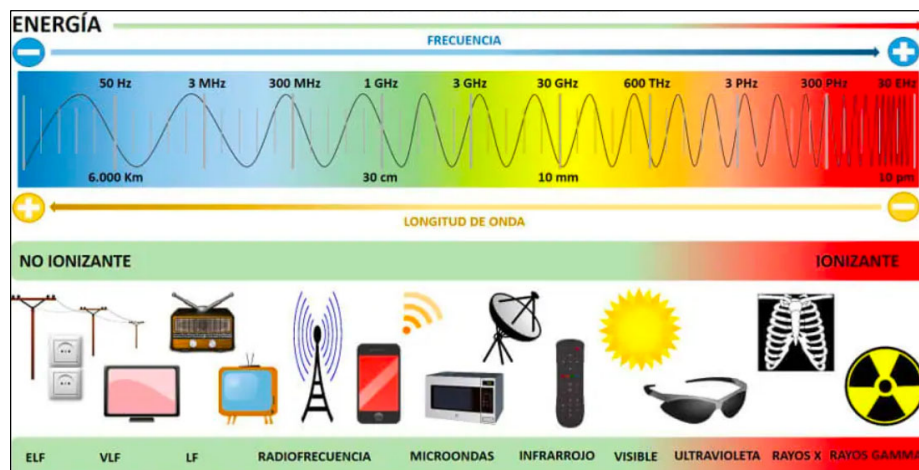 ENERGÍA
FRECUENCIA
50 Hz 3 MHz 300 MHz 1 GHz 3 GHz 30 GHz 600 THz 3 PHz 300 PHz 30 EHz
6.000 Km 30 cm 10 mm 10 pm
LONGITUD DE ONDA
NO IONIZANTE IONIZANTE
ELF VLF LF RADIOFRECUENCIA MICROONDAS INFRARROJO VISIBLE ULTRAVIOLETA RAYOS X RAYOS GAMMA